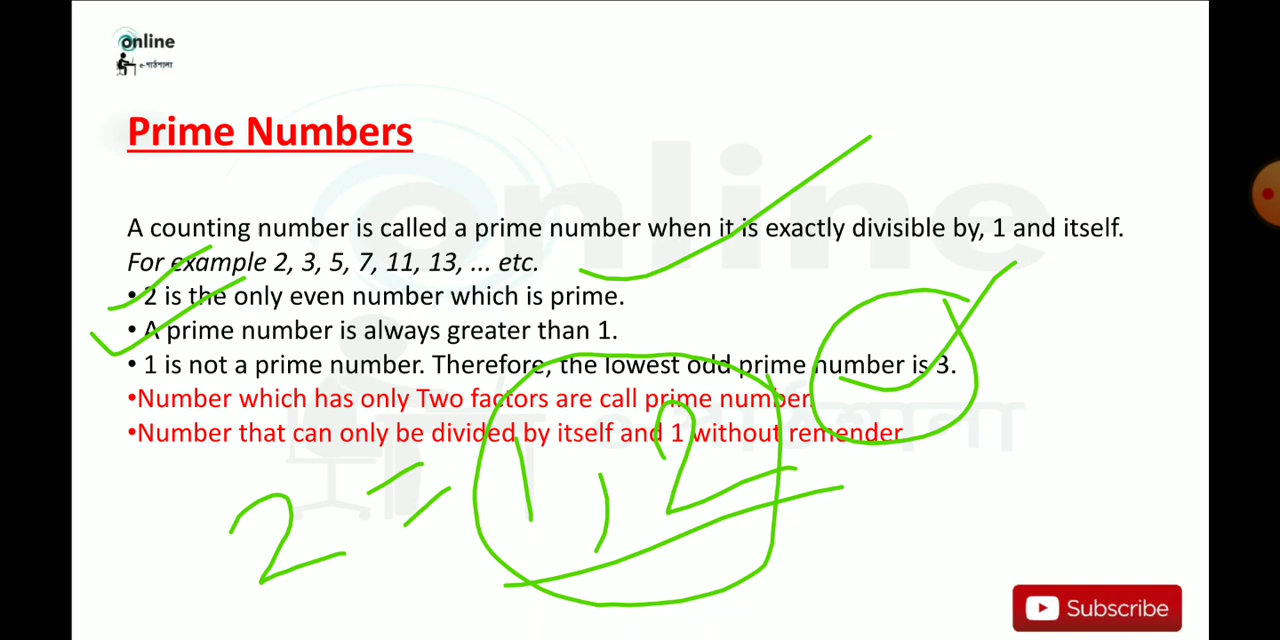 online
e-পাঠশালা
Prime Numbers
A counting number is called a prime number when it is exactly divisible by, 1 and itself.
For example 2, 3, 5, 7, 11, 13, ... etc.
• 2 is the only even number which is prime.
• A prime number is always greater than 1.
• 1 is not a prime number. Therefore, the lowest odd prime number is 3.
•Number which has only Two factors are call prime number
•Number that can only be divided by itself and 1 without remender
2 = 1, 2
Subscribe